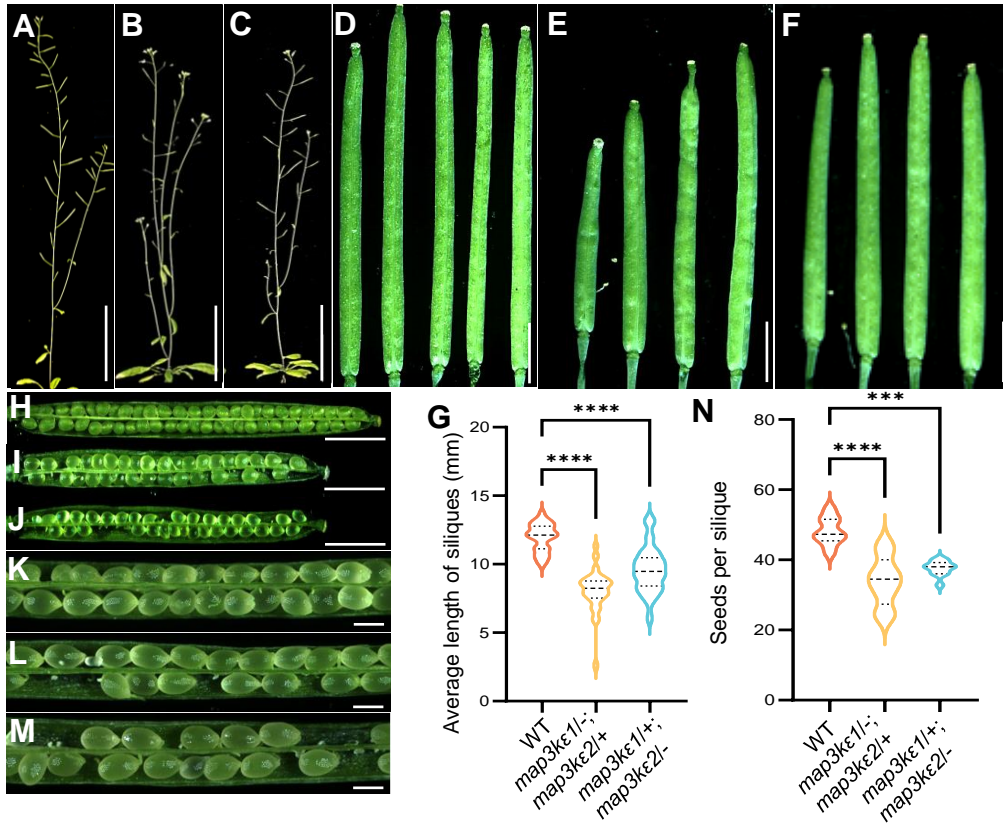 A B C D E F
H
I
J
K
L
M
G
Average length of siliques (mm)
20
15
10
5
0
****
****
WT
map3kε1/-;
map3kε2/+
map3kε1/+;
map3kε2/-
N
Seeds per silique
80
60
40
20
0
***
****
WT
map3kε1/-;
map3kε2/+
map3kε1/+;
map3kε2/-